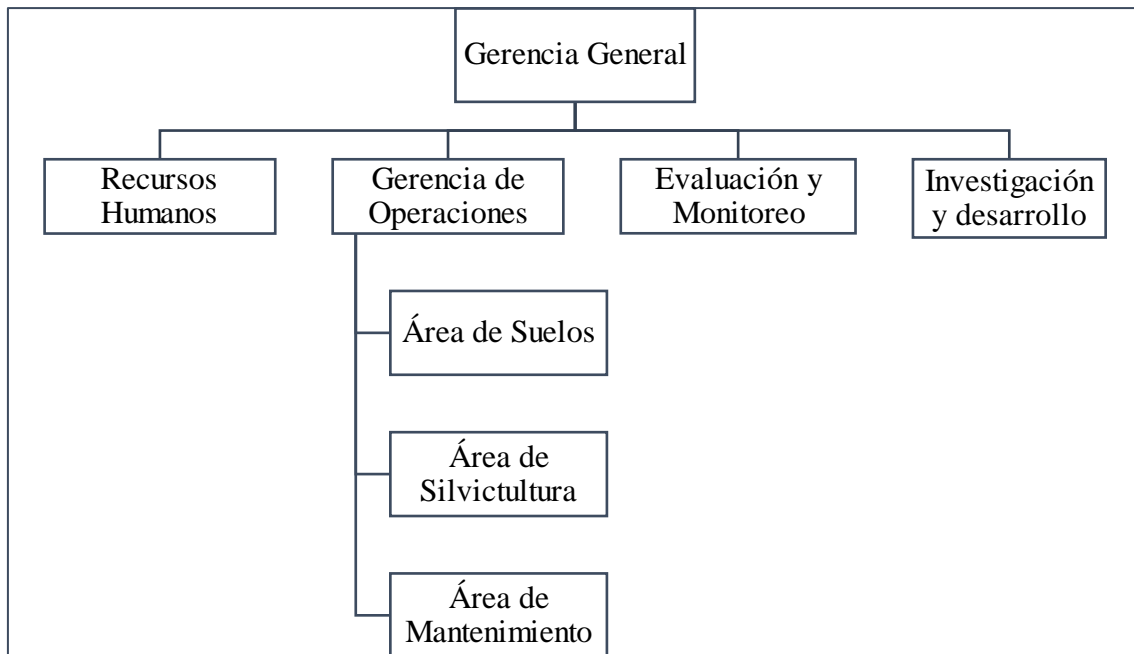 Gerencia General
Recursos
Humanos
Gerencia de
Operaciones
Evaluación y
Monitoreo
Investigación
y desarrollo
Área de Suelos
Área de
Silvictultura
Área de
Mantenimiento